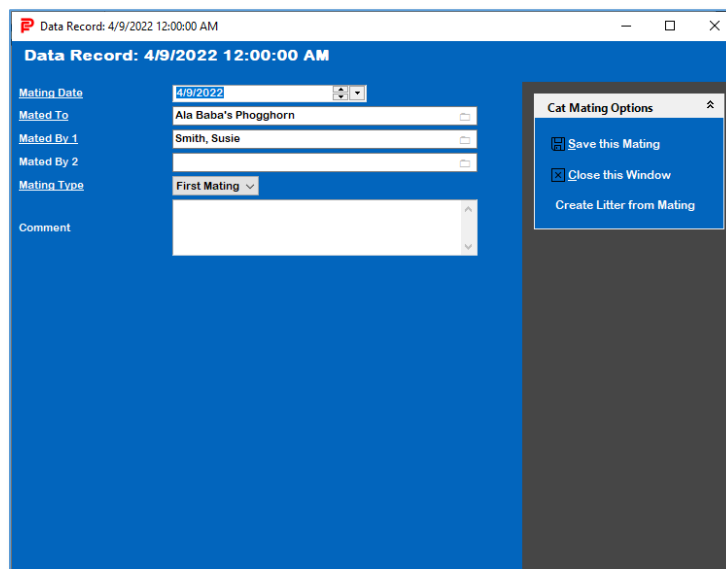 Data Record: 4/9/2022 12:00:00 AM
Data Record: 4/9/2022 12:00:00 AM
Mating Date 4/9/2022
Mated To Ala Baba's Phogghorn
Mated By 1 Smith, Susie
Mated By 2
Mating Type First Mating
Comment
Cat Mating Options
Save this Mating
Close this Window
Create Litter from Mating